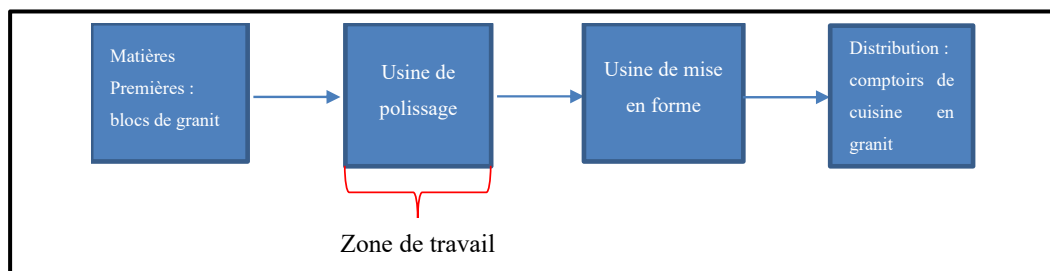 Matières
Premières :
blocs de granit
Usine de
polissage
Usine de mise
en forme
Distribution :
comptoirs de
cuisine en
granit
Zone de travail